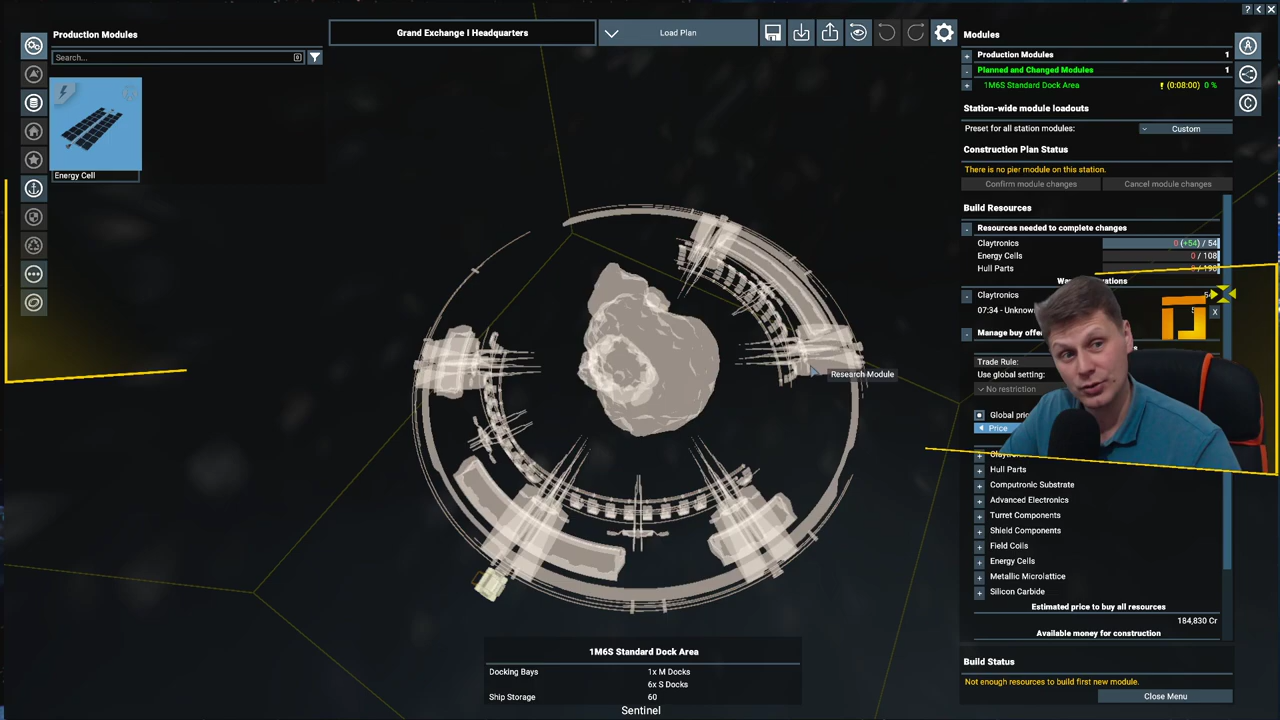 Production Modules
Search...
Energy Cell
Grand Exchange I Headquarters
Load Plan
Research Module
1M6S Standard Dock Area
Docking Bays 1x M Docks
6x S Docks
Ship Storage 60
Sentinel
Modules
Production Modules 1
Planned and Changed Modules 1
1M6S Standard Dock Area ! (0:08:00) 0 %
Station-wide module loadouts
Preset for all station modules: Custom
Construction Plan Status
There is no pier module on this station.
Confirm module changes Cancel module changes
Build Resources
Resources needed to complete changes
Claytronics 0 (+54) / 54
Energy Cells 0 / 108
Hull Parts
Claytronics
07:34 - Unknow
Manage buy offe
Trade Rule:
Use global setting:
No restriction
Global pri
Price
Hull Parts
Computronic Substrate
Advanced Electronics
Turret Components
Shield Components
Field Coils
Energy Cells
Metallic Microlattice
Silicon Carbide
Estimated price to buy all resources
184,830 Cr
Available money for construction
Build Status
Not enough resources to build first new module.
Close Menu